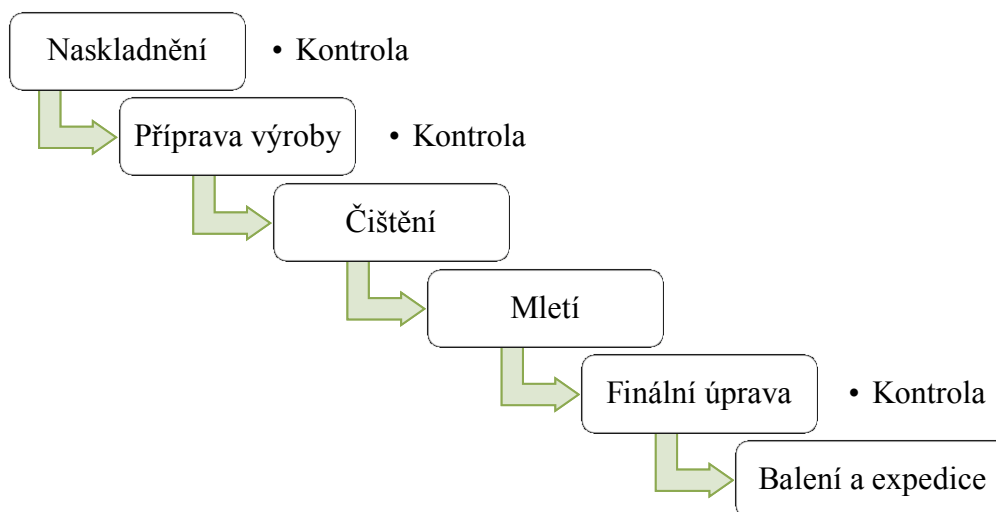 Naskladnění
• Kontrola
Příprava výroby
• Kontrola
Čištění
Mletí
Finální úprava
• Kontrola
Balení a expedice